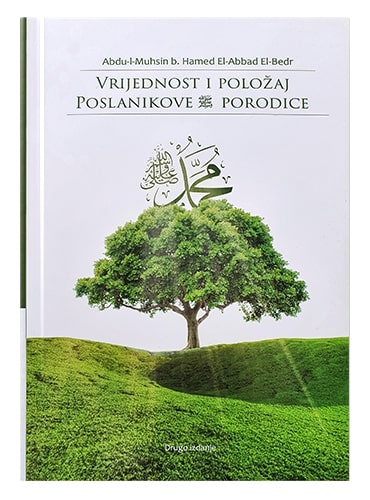 Abdu-l-Muhsin b. Hamed El-Abbad El-Bedr
VRIJEDNOST I POLOŽAJ
POSLANIKOVE ﷺ PORODICE
محمد
صلى الله عليه وسلم
Drugo izdanje